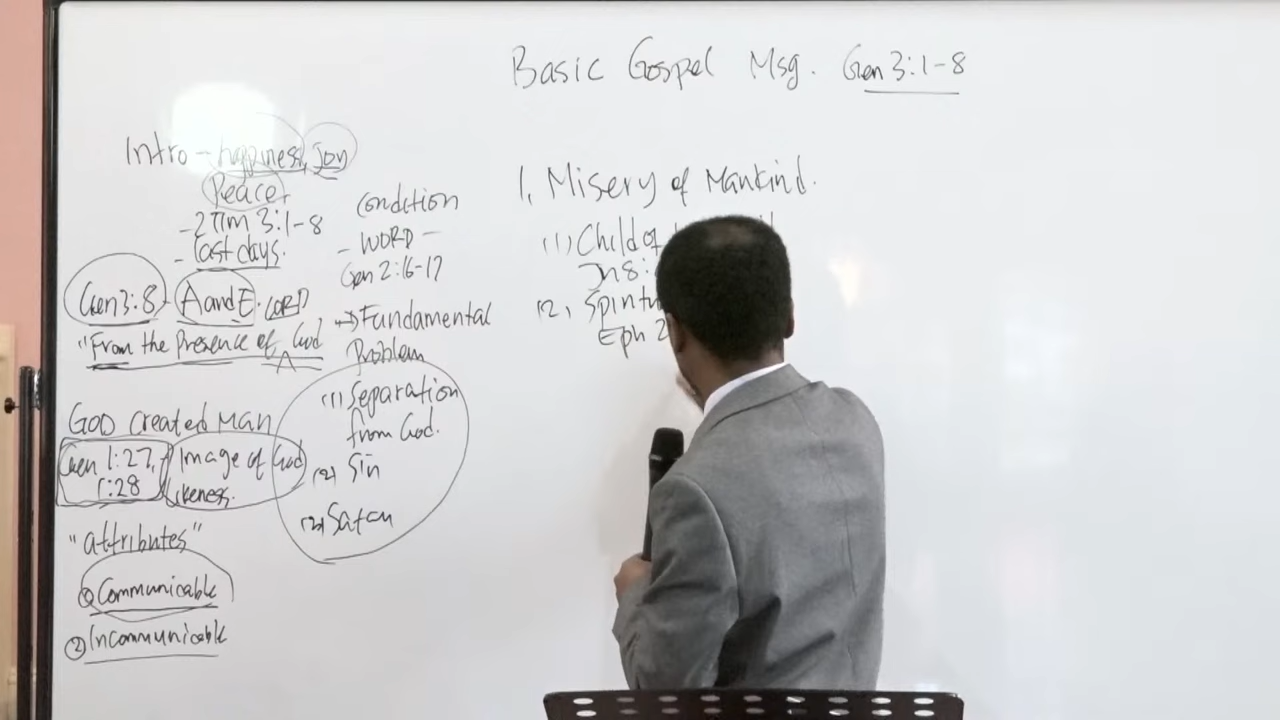 Basic Gospel Msg. Gen 3:1-8
Intro - happiness, Joy
Peace.
- 2 Tim 3:1-8
- last days.
Gen 3:8 - A and E. LORD
"From the Presence of God
GOD created MAN
Gen 1:27, Image of God
1:28 likeness.
"attributes"
① Communicable
② Incommunicable
condition
- WORD -
Gen 2:16-17
→ Fundamental
Problem
(1) Separation
from God.
(2) Sin
(3) Satan
1. Misery of Mankind.
(1) Child of
Jn 8:
(2)
Eph 2